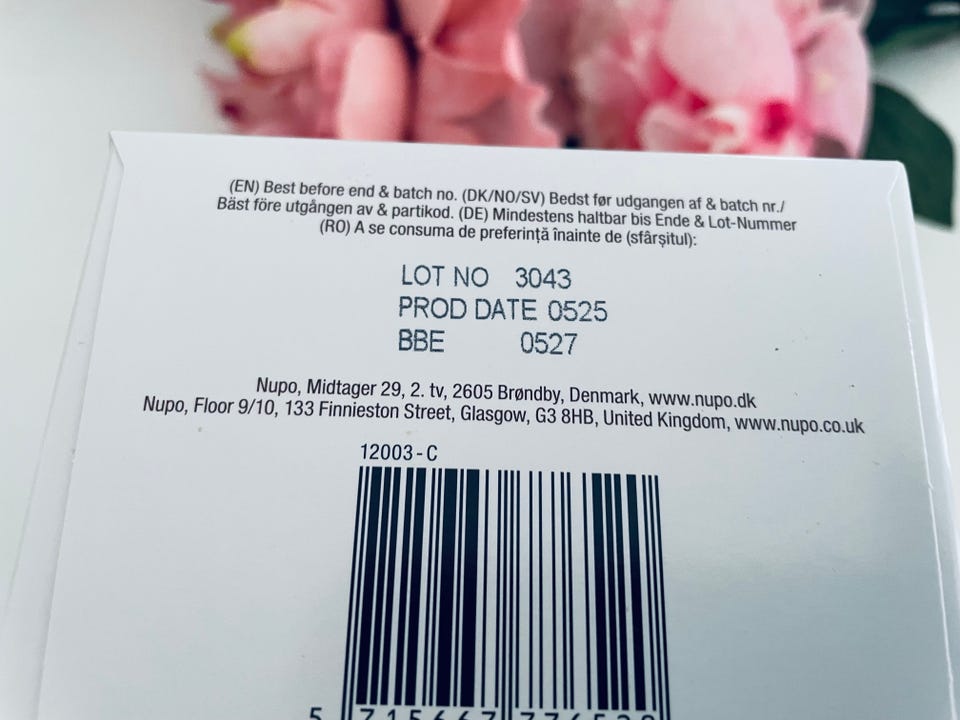 (EN) Best before end & batch no. (DK/NO/SV) Bedst før udgangen af & batch nr./
Bäst före utgången av & partikod. (DE) Mindestens haltbar bis Ende & Lot-Nummer
(RO) A se consuma de preferință înainte de (sfârșitul):
LOT NO 3043
PROD DATE 0525
BBE 0527
Nupo, Midtager 29, 2. tv, 2605 Brøndby, Denmark, www.nupo.dk
Nupo, Floor 9/10, 133 Finnieston Street, Glasgow, G3 8HB, United Kingdom, www.nupo.co.uk
12003-C
5 715667